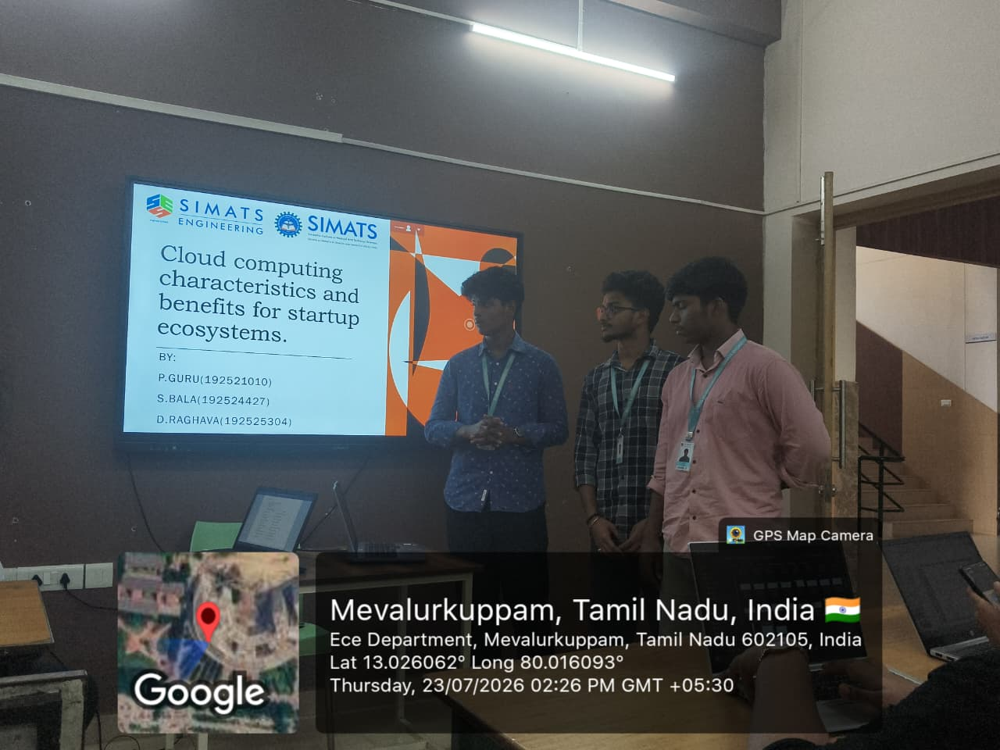 SIMATS
ENGINEERING
SIMATS
Cloud computing
characteristics and
benefits for startup
ecosystems.
BY:
P.GURU(192521010)
S.BALA(192524427)
D.RAGHAVA(192525304)
GPS Map Camera
Mevalurkuppam, Tamil Nadu, India
Ece Department, Mevalurkuppam, Tamil Nadu 602105, India
Lat 13.026062° Long 80.016093°
Thursday, 23/07/2026 02:26 PM GMT +05:30
Google